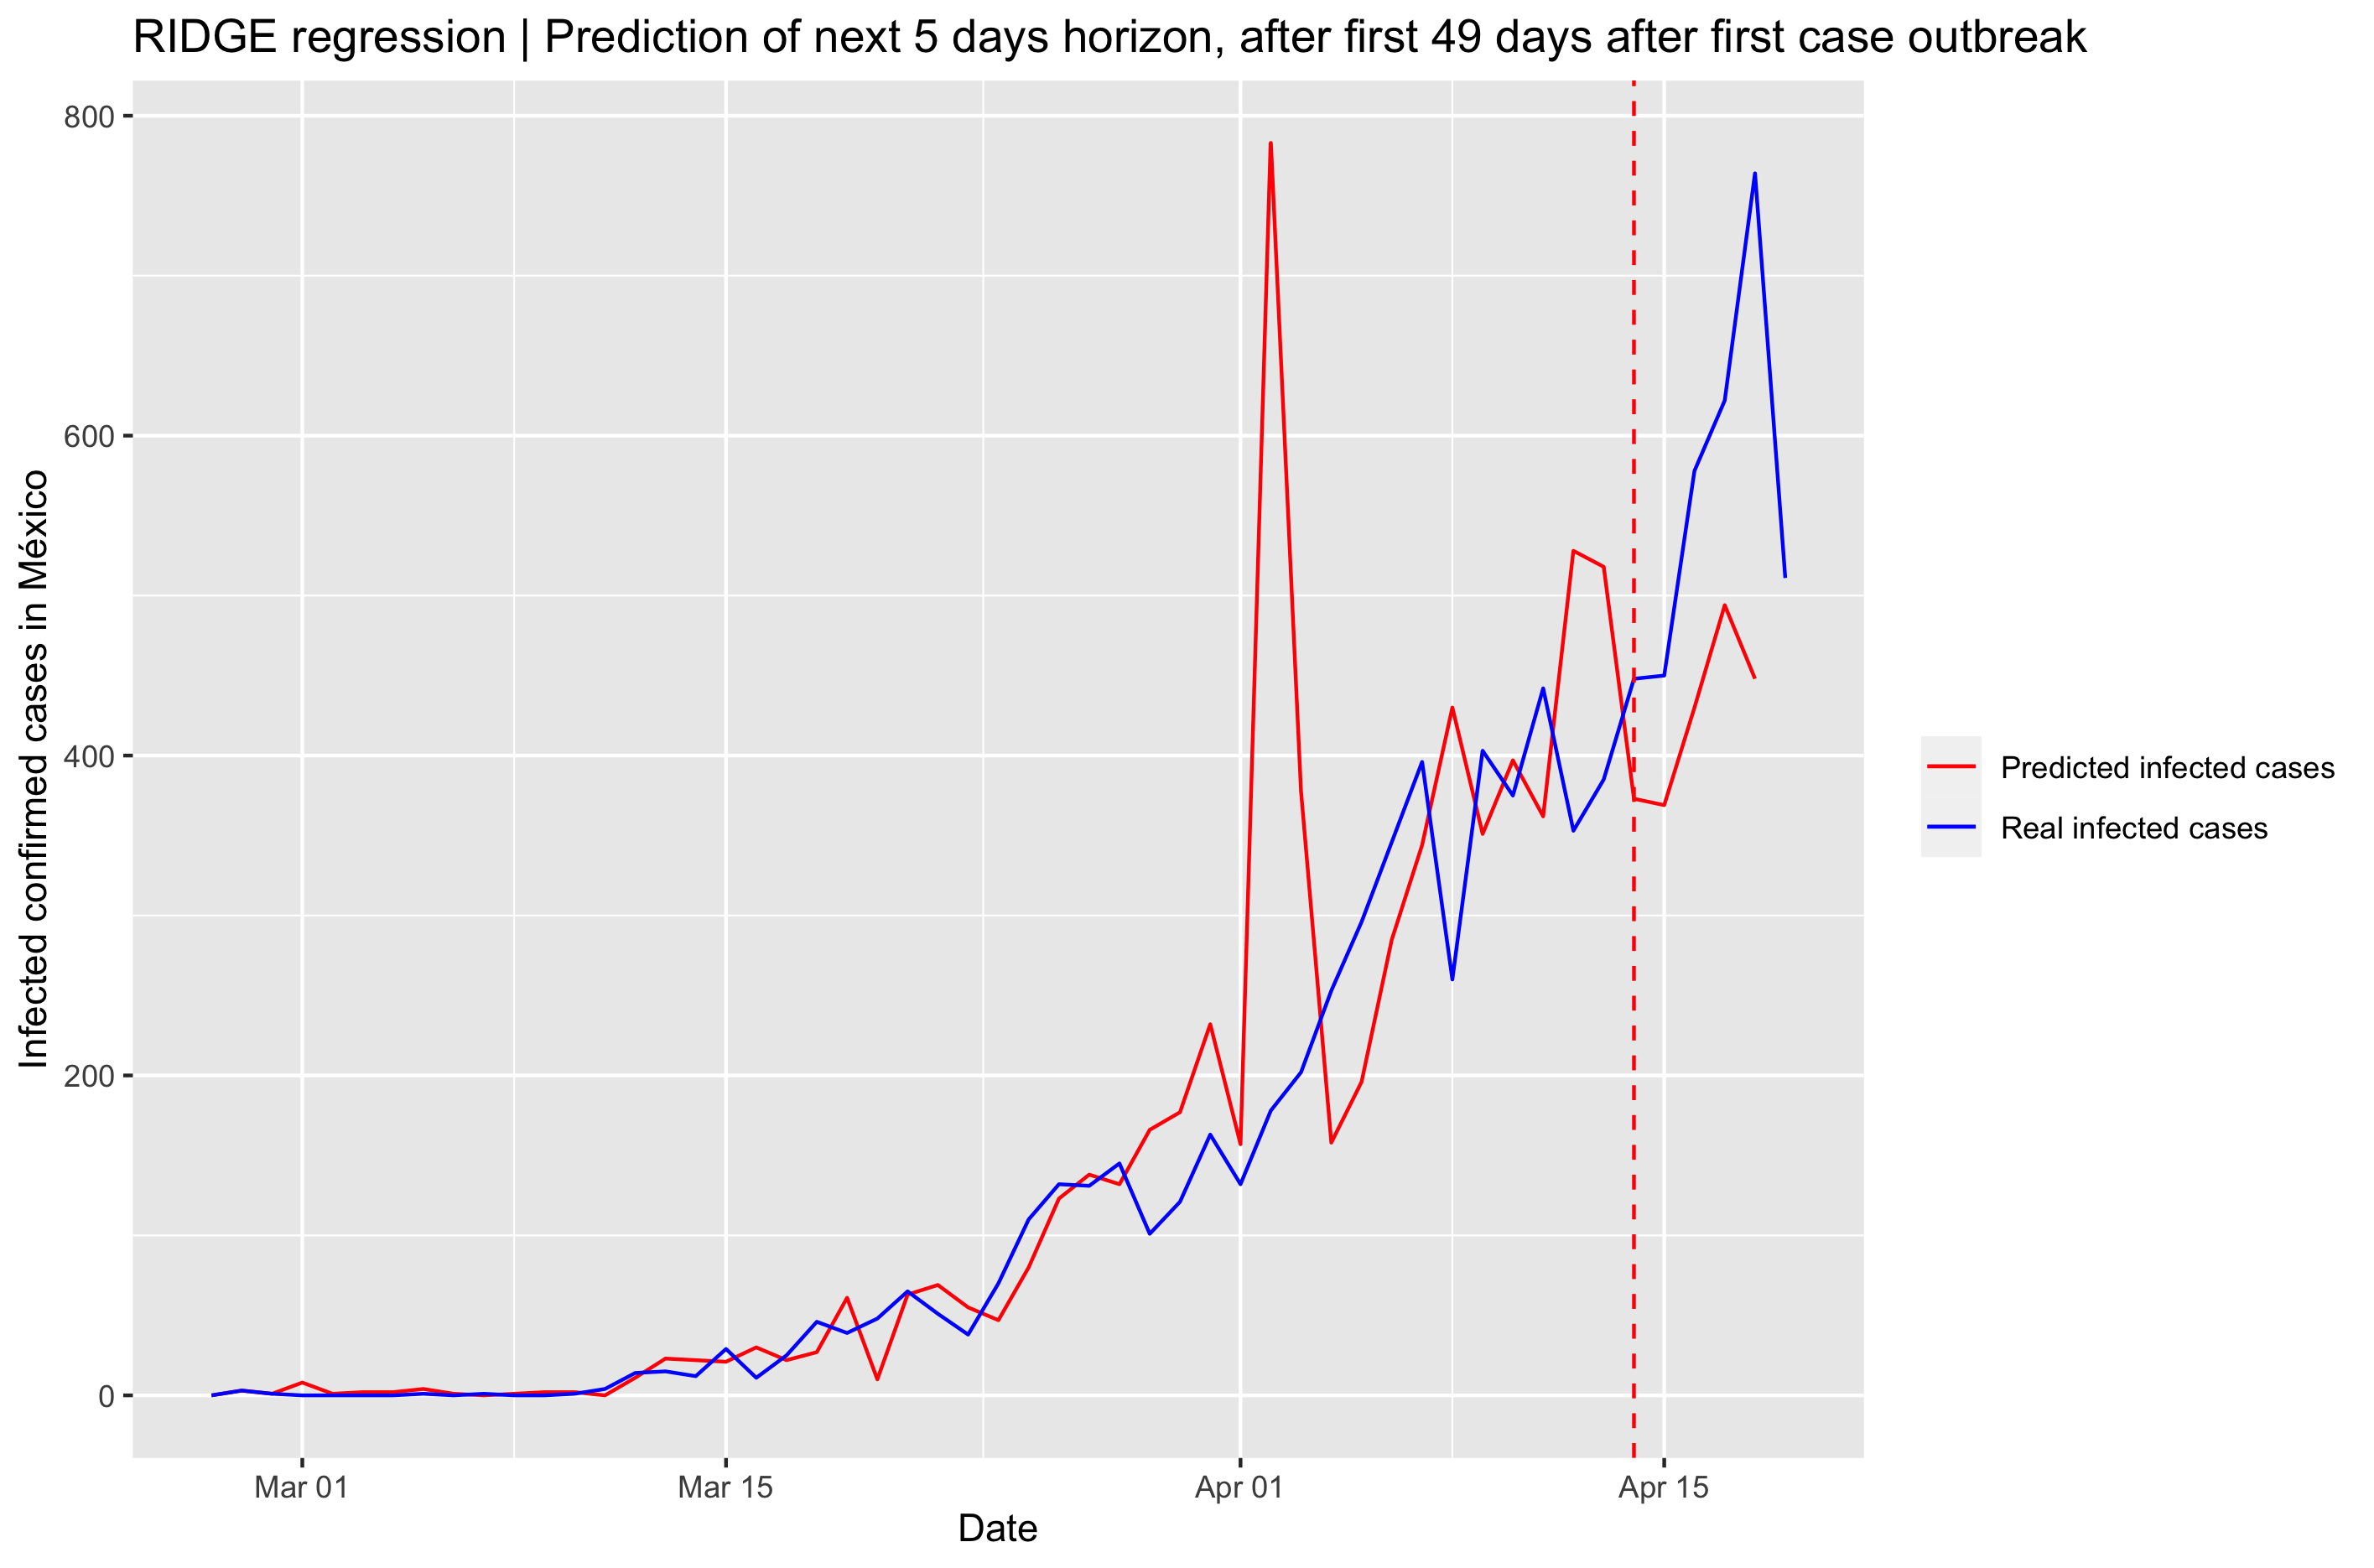 RIDGE regression | Prediction of next 5 days horizon, after first 49 days after first case outbreak
Infected confirmed cases in México
800
600
400
200
0
Mar 01
Mar 15
Apr 01
Apr 15
Date
Predicted infected cases
Real infected cases